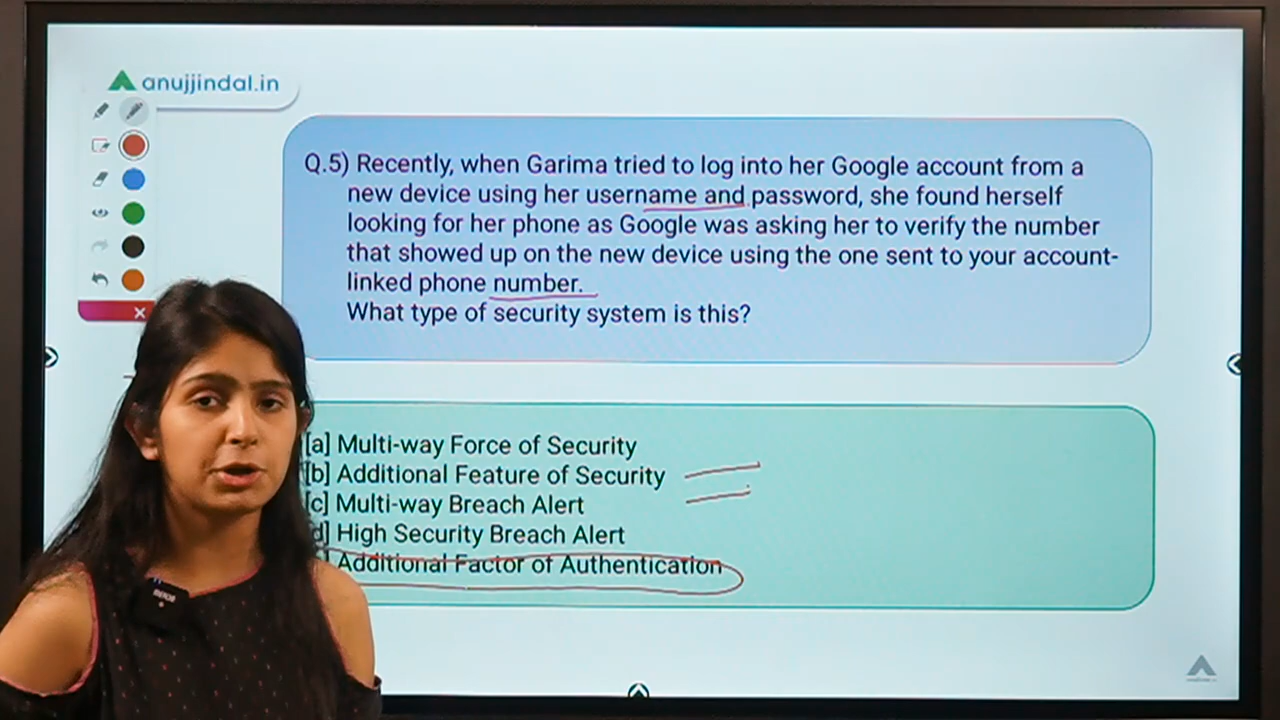 anujjindal.in
Q.5) Recently, when Garima tried to log into her Google account from a
new device using her username and password, she found herself
looking for her phone as Google was asking her to verify the number
that showed up on the new device using the one sent to your account-
linked phone number.
What type of security system is this?
[a] Multi-way Force of Security
[b] Additional Feature of Security
[c] Multi-way Breach Alert
d] High Security Breach Alert
] Additional Factor of Authentication